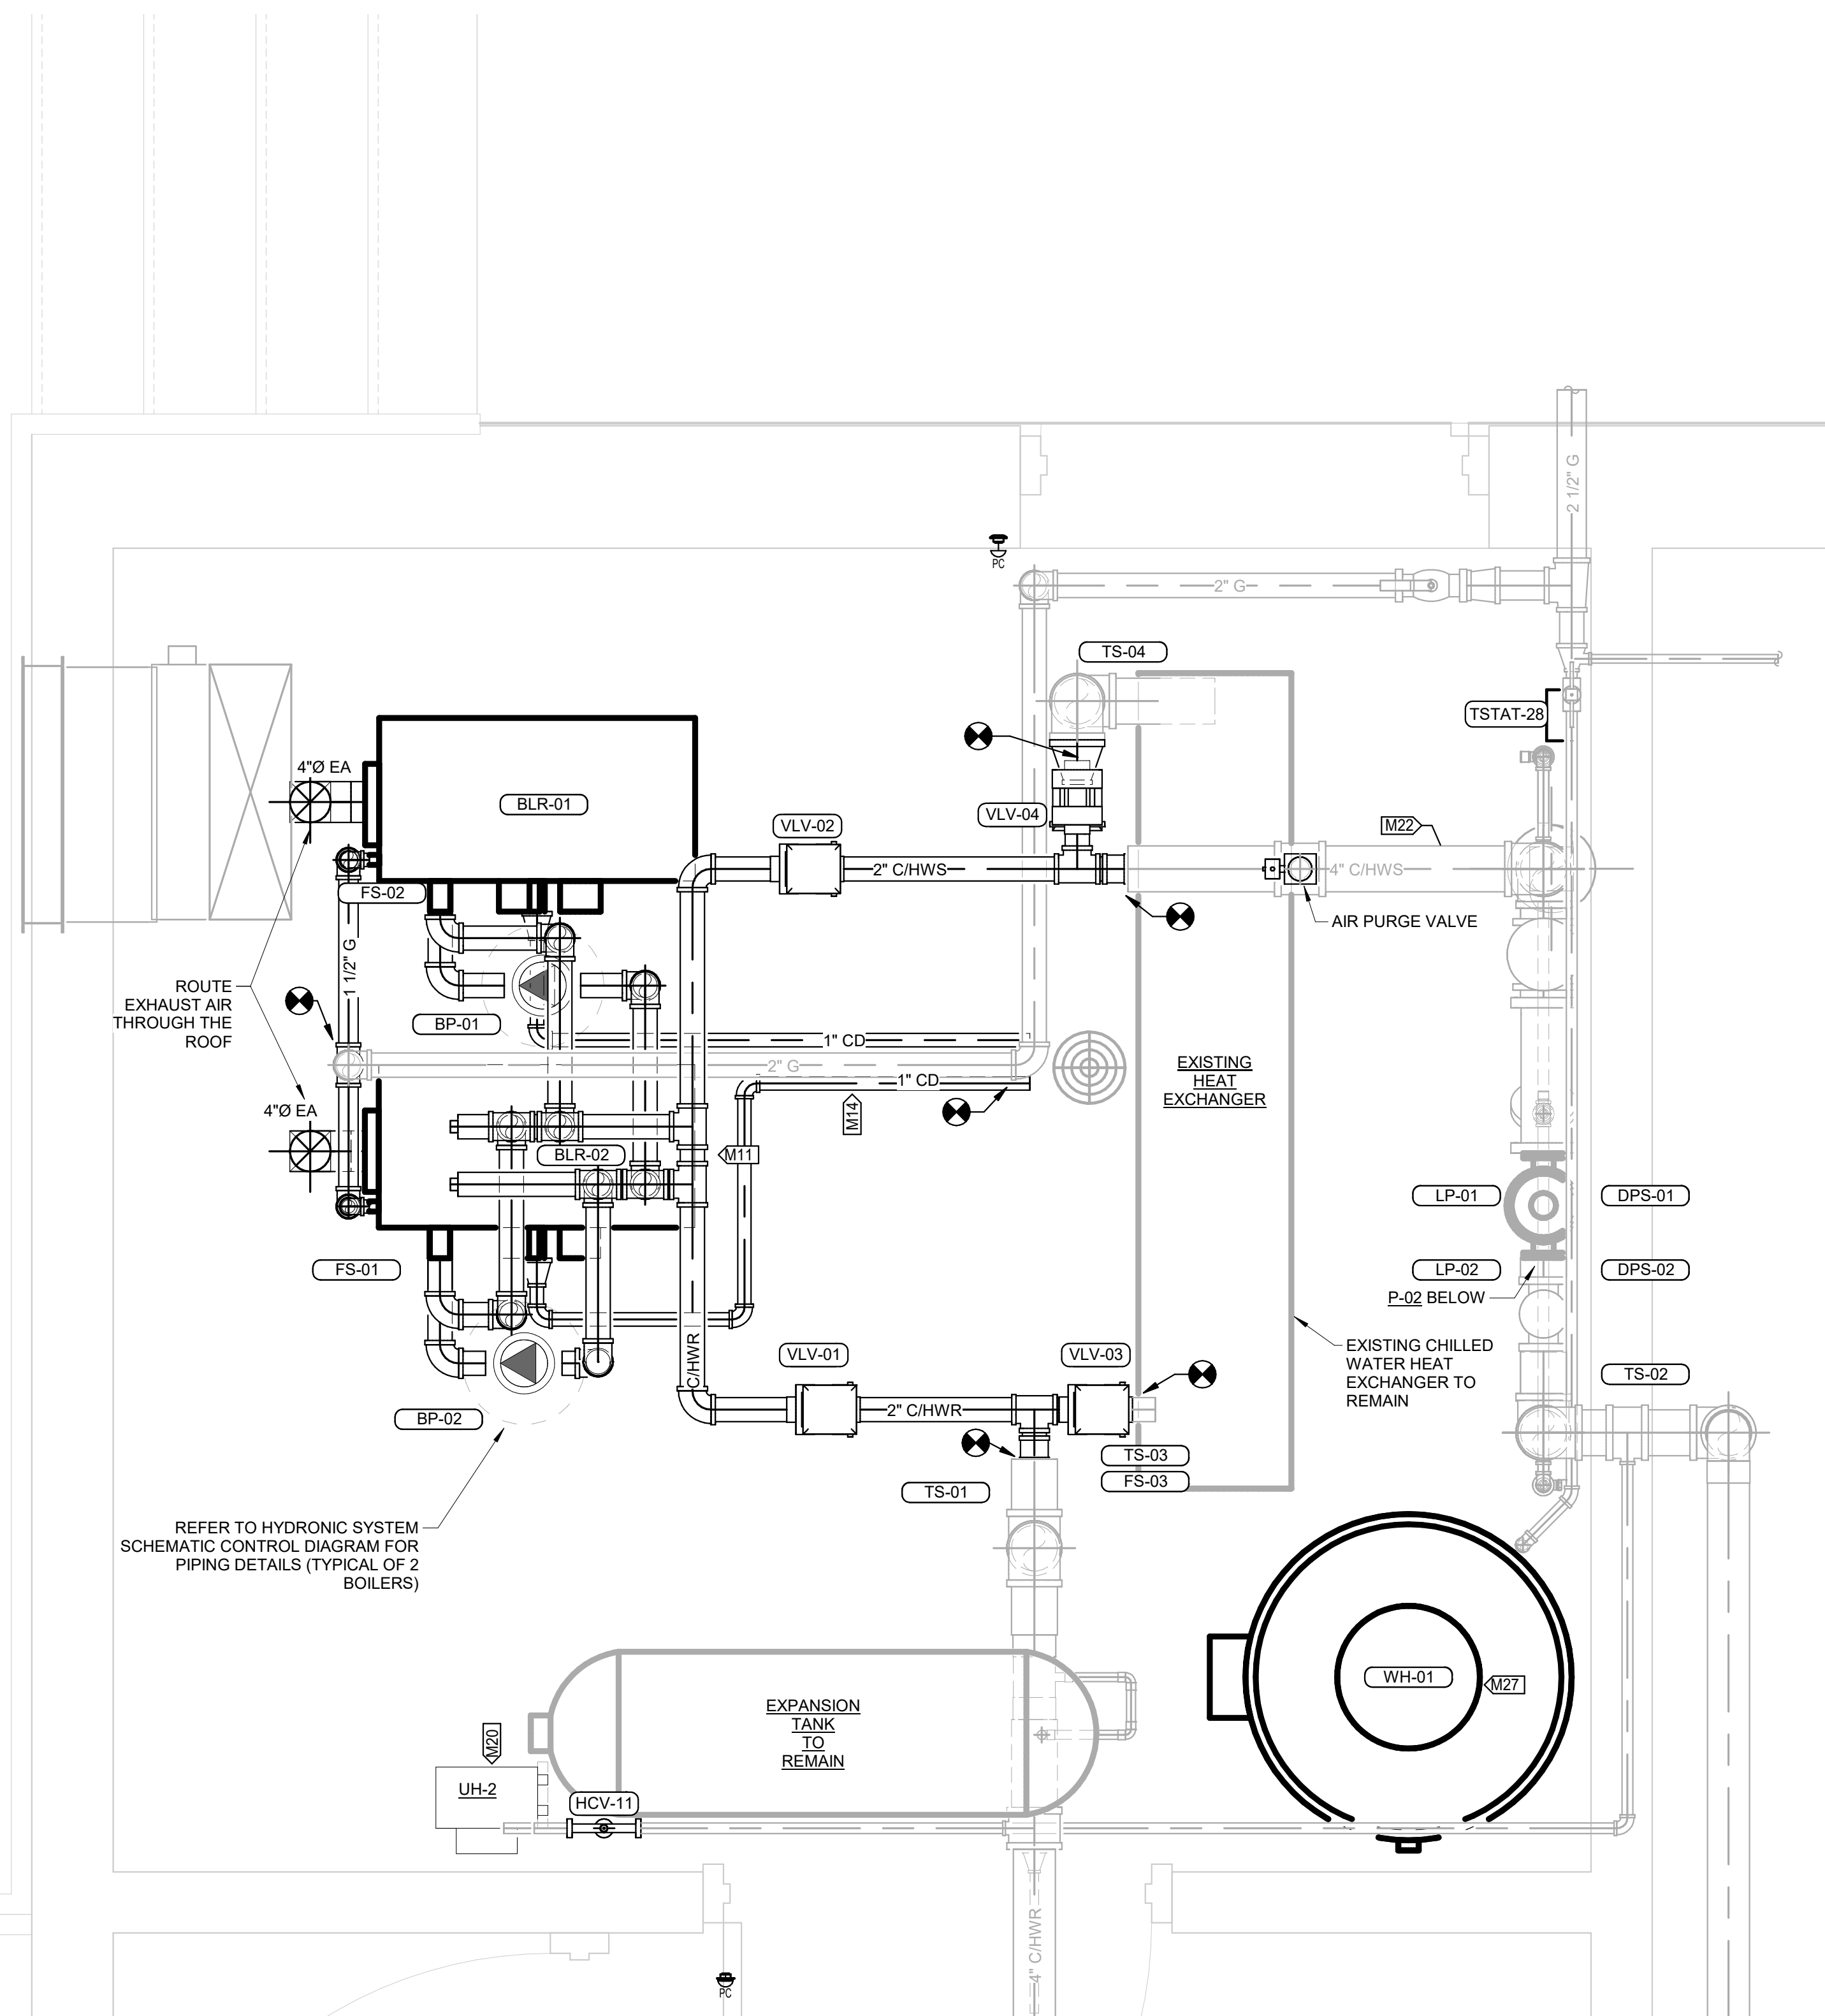 2 1/2" G
PC
2" G
TS-04
TSTAT-28
4"Ø EA
BLR-01
VLV-02
VLV-04
M22
2" C/HWS
4" C/HWS
FS-02
AIR PURGE VALVE
1 1/2" G
ROUTE
EXHAUST AIR
THROUGH THE
ROOF
BP-01
1" CD
2" G
1" CD
EXISTING
HEAT
EXCHANGER
4"Ø EA
M14
BLR-02
M11
LP-01
DPS-01
FS-01
LP-02
DPS-02
P-02 BELOW
C/HWR
VLV-01
VLV-03
EXISTING CHILLED
WATER HEAT
EXCHANGER TO
REMAIN
TS-02
BP-02
2" C/HWR
TS-03
FS-03
TS-01
REFER TO HYDRONIC SYSTEM
SCHEMATIC CONTROL DIAGRAM FOR
PIPING DETAILS (TYPICAL OF 2
BOILERS)
WH-01
M27
EXPANSION
TANK
TO
REMAIN
M20
UH-2
HCV-11
4" C/HWR
PC